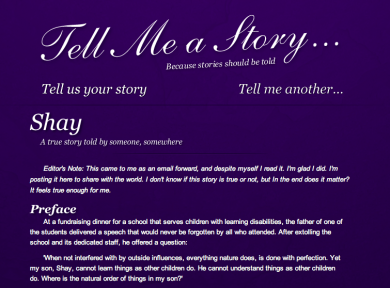 Tell Me a Story...
Because stories should be told
Tell us your story
Tell me another...
Shay
A true story told by someone, somewhere
Editor's Note: This came to me as an email forward, and despite myself I read it. I'm glad I did. I'm
posting it here to share with the world. I don't know if this story is true or not, but In the end does it matter?
It feels true enough for me.
Preface
At a fundraising dinner for a school that serves children with learning disabilities, the father of one of
the students delivered a speech that would never be forgotten by all who attended. After extolling the
school and its dedicated staff, he offered a question:
'When not interfered with by outside influences, everything nature does, is done with perfection. Yet
my son, Shay, cannot learn things as other children do. He cannot understand things as other children
do. Where is the natural order of things in my son?'